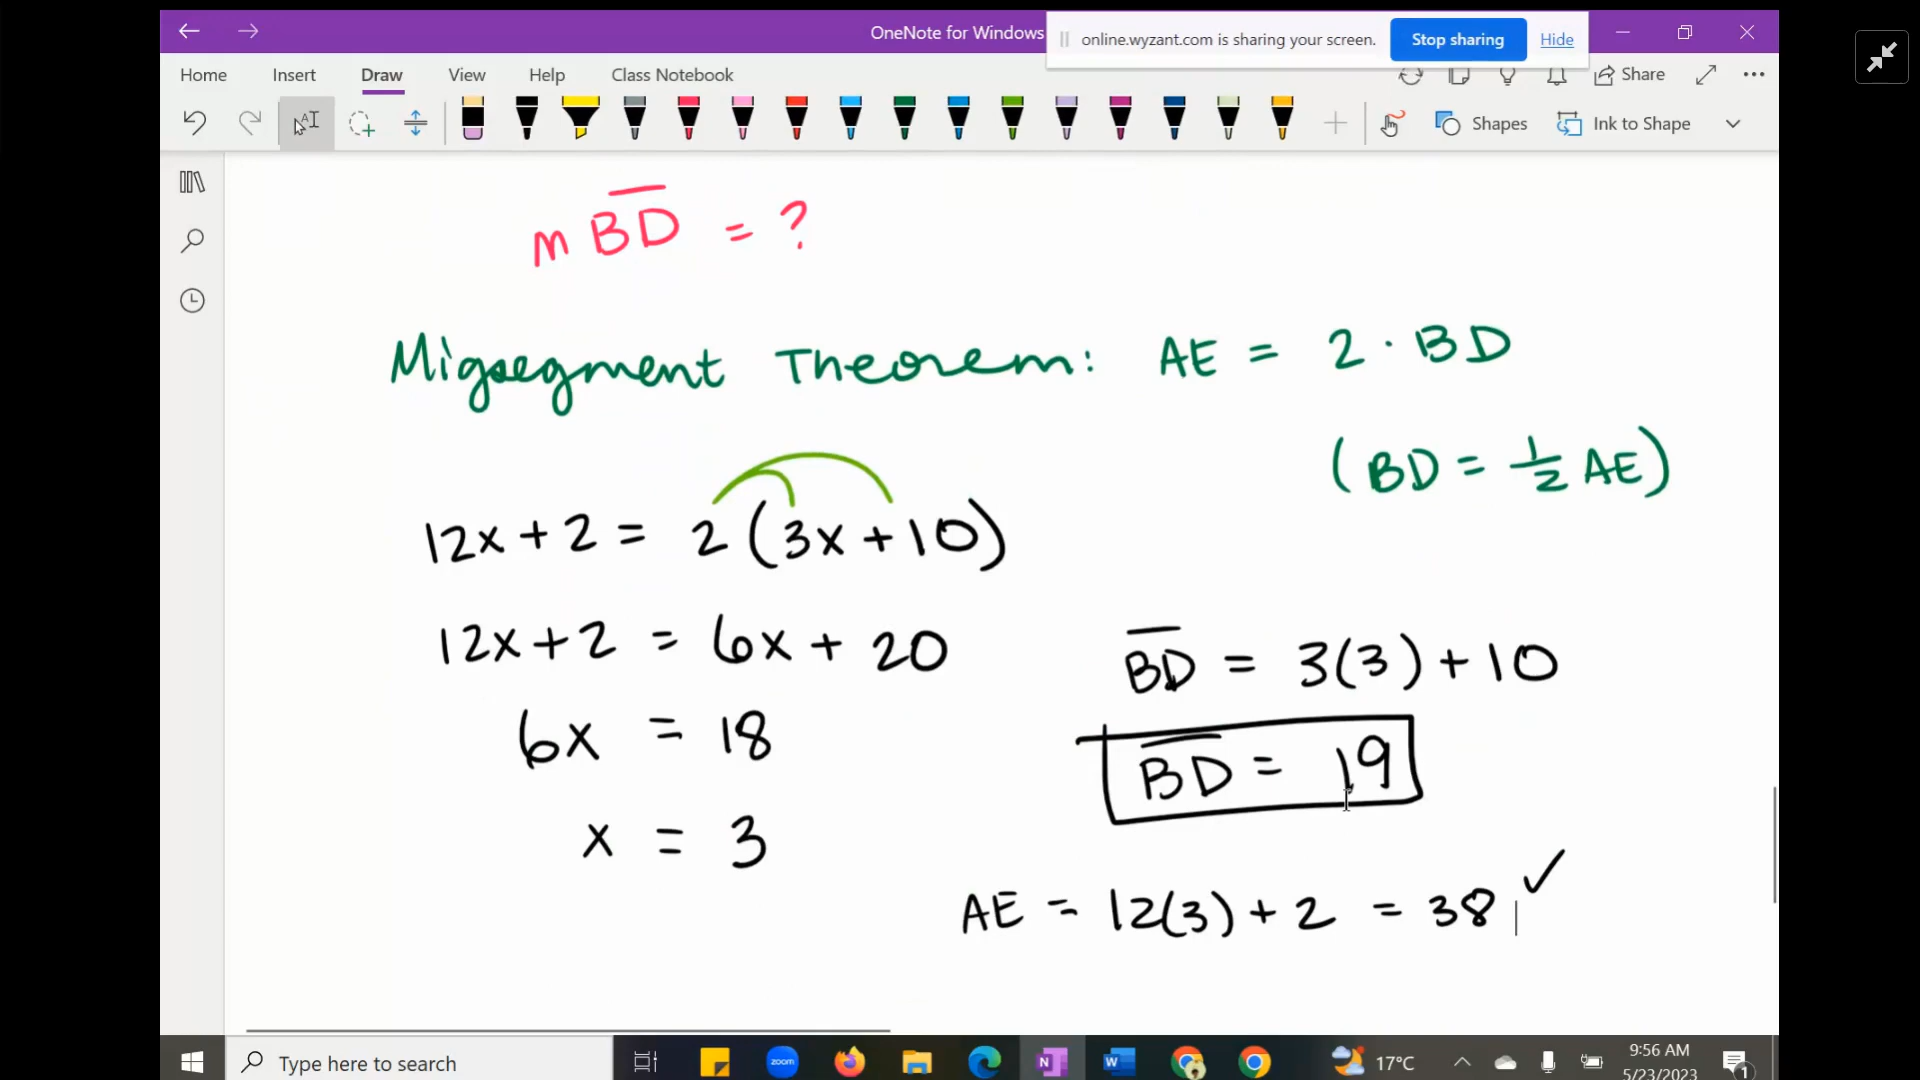 OneNote for Windows
online.wyzant.com is sharing your screen. Stop sharing Hide
Home Insert Draw View Help Class Notebook Share
Shapes Ink to Shape
m BD = ?
Migsegment Theorem: AE = 2 · BD
(BD = 1/2 AE)
12x + 2 = 2 (3x + 10)
12x + 2 = 6x + 20
6x = 18
x = 3
BD = 3(3) + 10
BD = 19
AE = 12(3) + 2 = 38 ✓
Type here to search
zoom
17°C
9:56 AM
5/23/2023
1